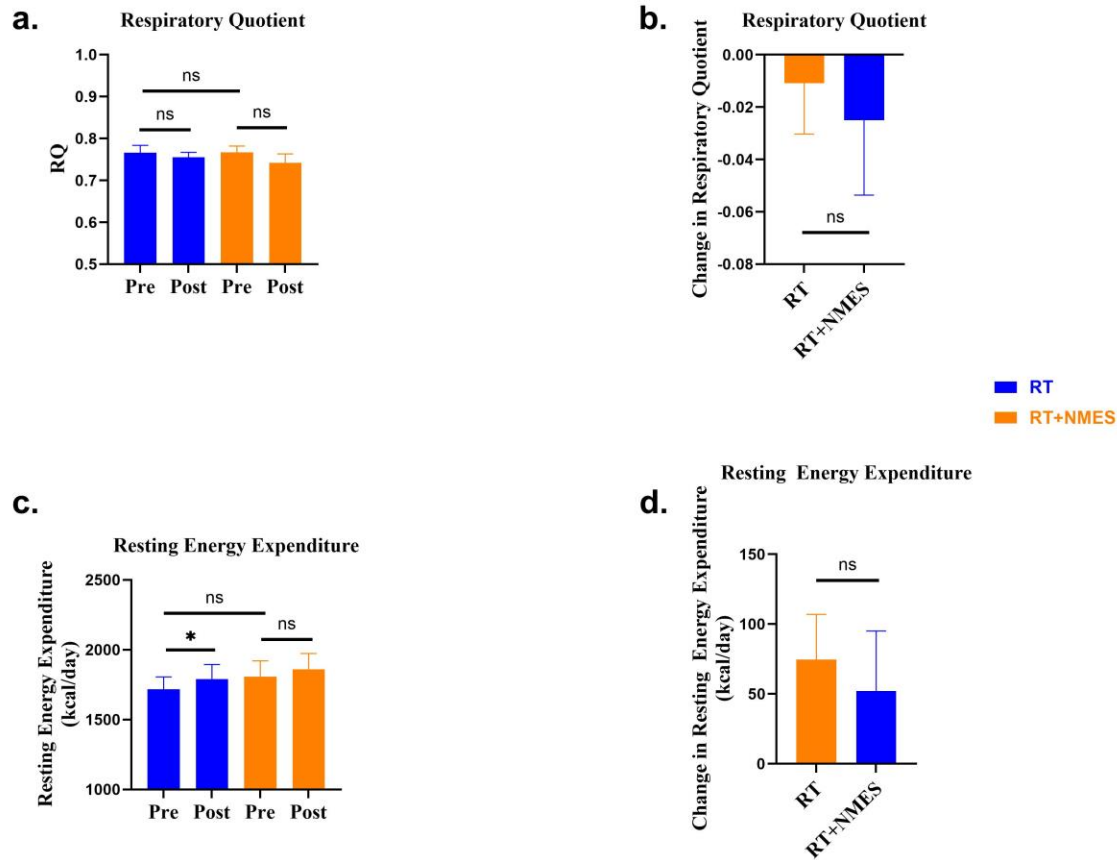 a.
Respiratory Quotient
RQ
1.0
0.9
0.8
0.7
0.6
0.5
ns
ns
ns
Pre Post Pre Post
b.
Respiratory Quotient
Change in Respiratory Quotient
0.00
-0.02
-0.04
-0.06
-0.08
ns
RT
RT+NMES
RT
RT+NMES
c.
Resting Energy Expenditure
Resting Energy Expenditure
(kcal/day)
2500
2000
1500
1000
ns
*
ns
Pre Post Pre Post
d.
Resting Energy Expenditure
Change in Resting Energy Expenditure
(kcal/day)
150
100
50
0
ns
RT
RT+NMES